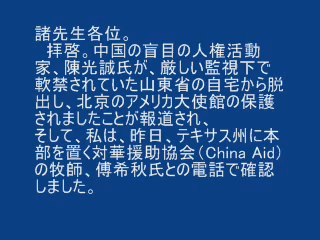 諸先生各位。
　拝啓。中国の盲目の人権活動
家、陳光誠氏が、厳しい監視下で
軟禁されていた山東省の自宅から脱
出し、北京のアメリカ大使館の保護
されましたことが報道され、
そして、私は、昨日、テキサス州に本
部を置く対華援助協会（China Aid）
の牧師、傅希秋氏との電話で確認
しました。